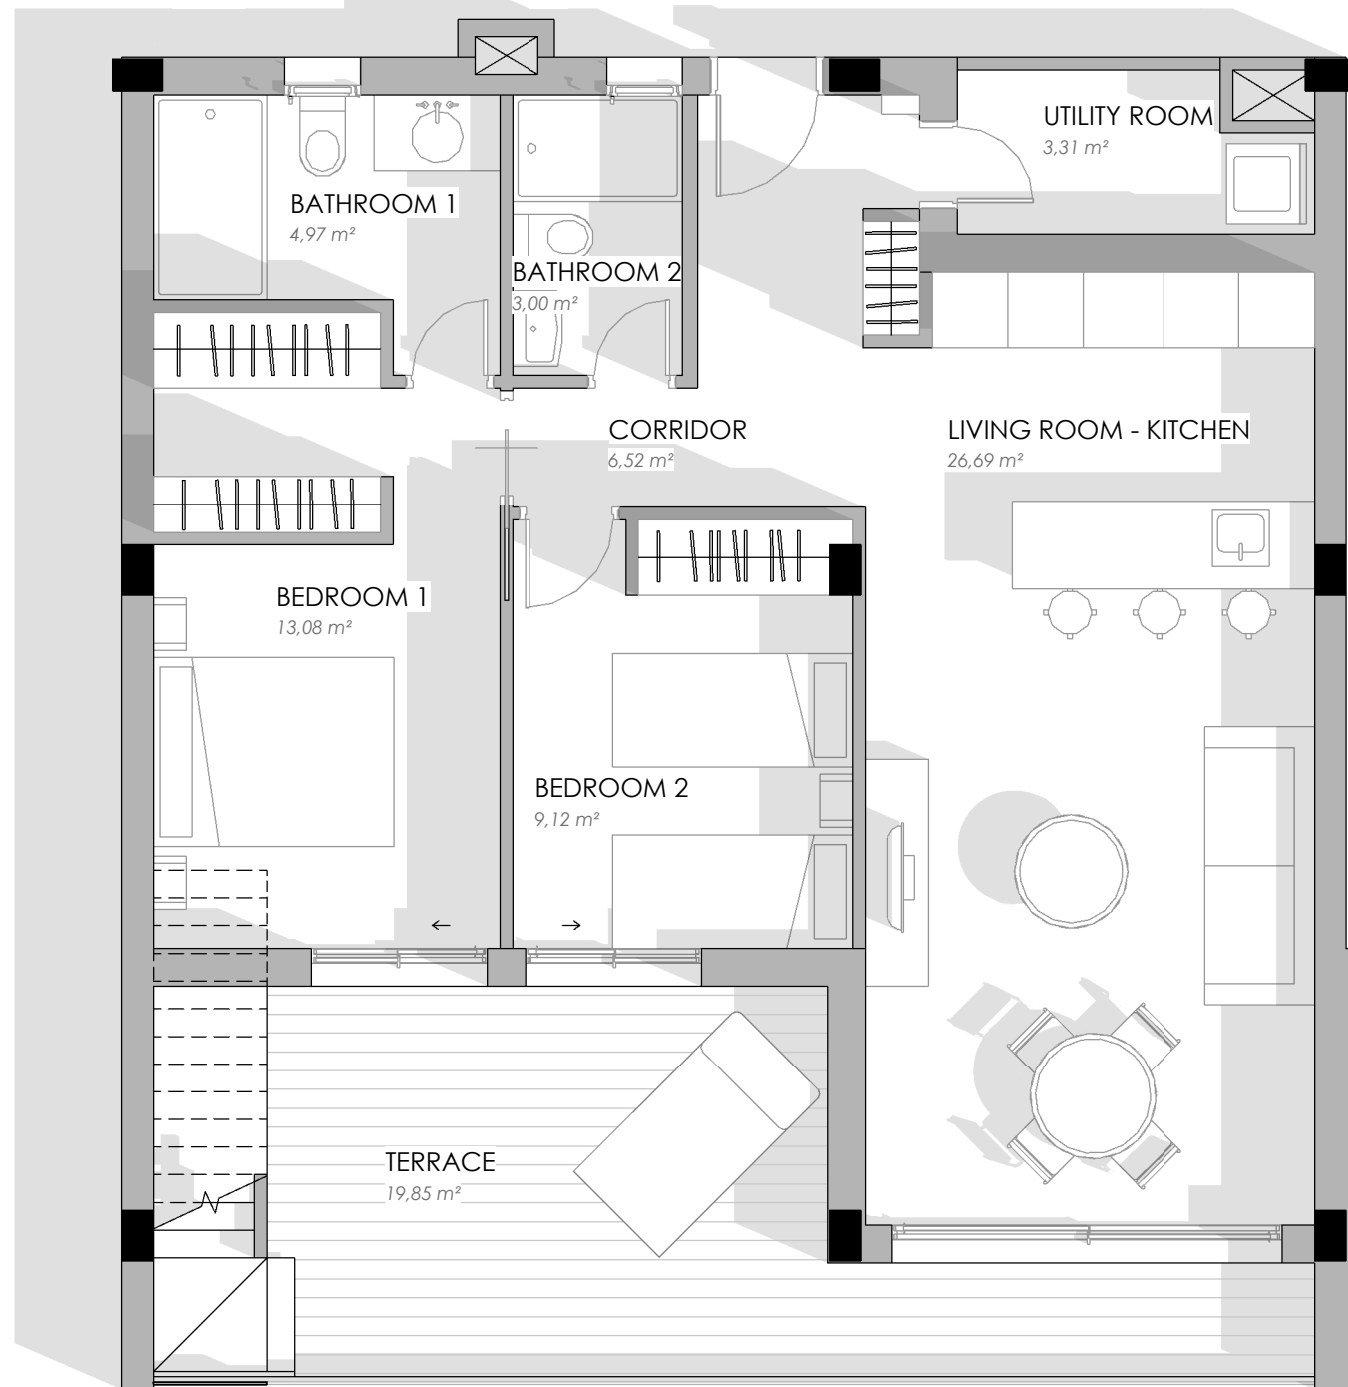 UTILITY ROOM
3,31 m²
BATHROOM 1
4,97 m²
BATHROOM 2
3,00 m²
CORRIDOR
6,52 m²
LIVING ROOM - KITCHEN
26,69 m²
BEDROOM 1
13,08 m²
BEDROOM 2
9,12 m²
TERRACE
19,85 m²